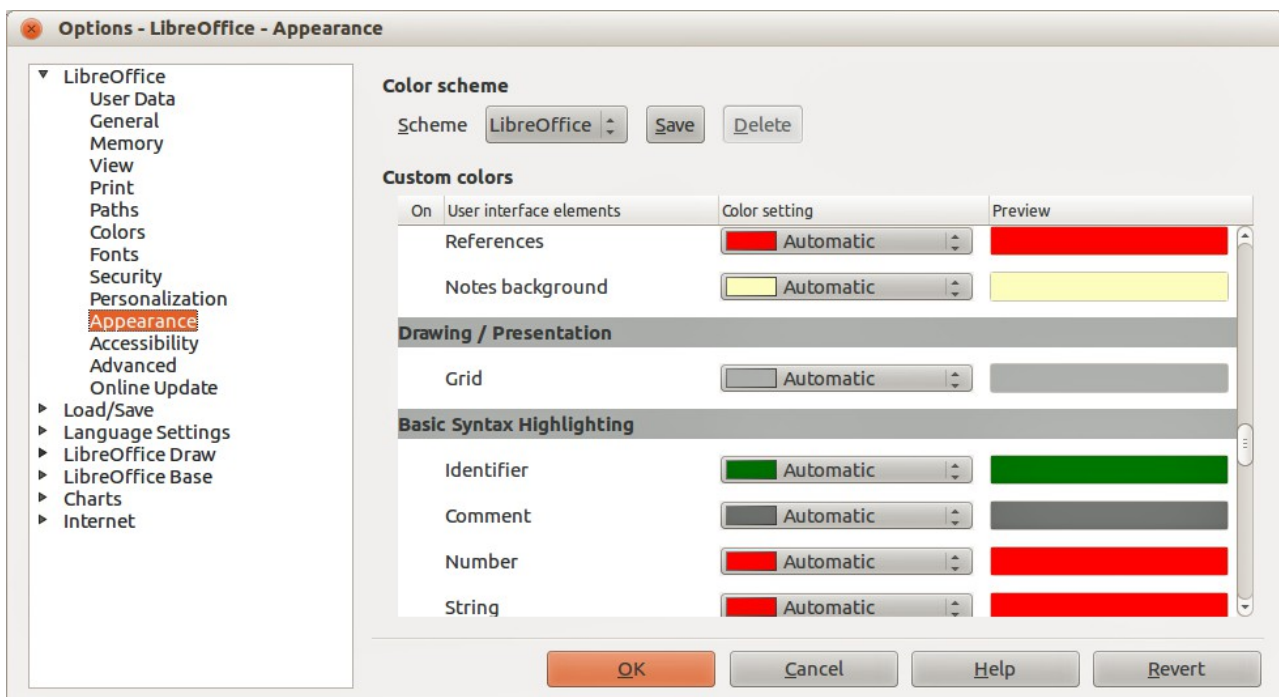 Options - LibreOffice - Appearance
LibreOffice
User Data
General
Memory
View
Print
Paths
Colors
Fonts
Security
Personalization
Appearance
Accessibility
Advanced
Online Update
Load/Save
Language Settings
LibreOffice Draw
LibreOffice Base
Charts
Internet
Color scheme
Scheme LibreOffice Save Delete
Custom colors
On User interface elements Color setting Preview
References Automatic
Notes background Automatic
Drawing / Presentation
Grid Automatic
Basic Syntax Highlighting
Identifier Automatic
Comment Automatic
Number Automatic
String Automatic
OK Cancel Help Revert